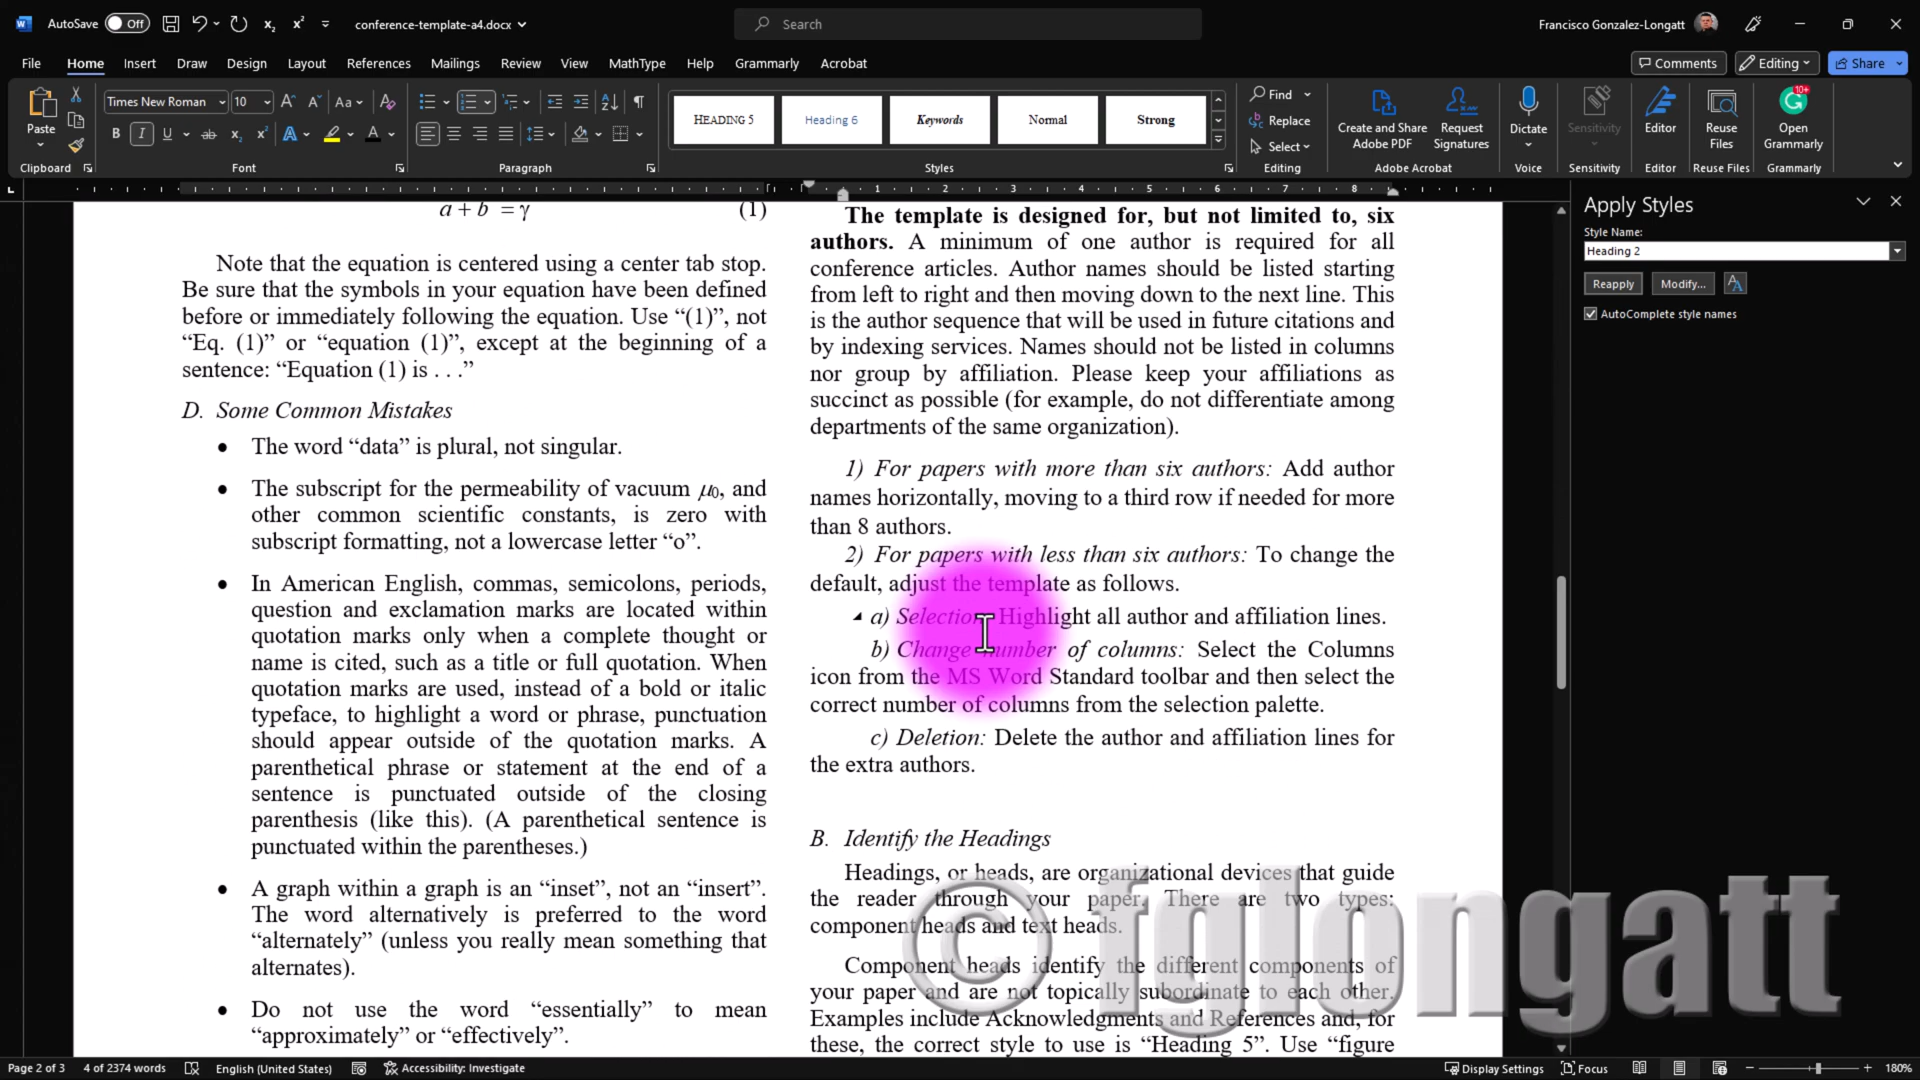 AutoSave Off conference-template-a4.docx Search Francisco Gonzalez-Longatt
File Home Insert Draw Design Layout References Mailings Review View MathType Help Grammarly Acrobat Comments Editing Share
Paste
Clipboard
Times New Roman 10
Font
Paragraph
HEADING 5 Heading 6 Keywords Normal Strong
Styles
Find
Replace
Select
Editing
Create and Share Adobe PDF
Request Signatures
Adobe Acrobat
Dictate
Voice
Sensitivity
Sensitivity
Editor
Editor
Reuse Files
Reuse Files
10+
Open Grammarly
Grammarly
1 2 3 4 5 6 7 8
a + b = γ (1)
Note that the equation is centered using a center tab stop.
Be sure that the symbols in your equation have been defined
before or immediately following the equation. Use “(1)”, not
“Eq. (1)” or “equation (1)”, except at the beginning of a
sentence: “Equation (1) is . . .”
D. Some Common Mistakes
• The word “data” is plural, not singular.
• The subscript for the permeability of vacuum μ0, and
other common scientific constants, is zero with
subscript formatting, not a lowercase letter “o”.
• In American English, commas, semicolons, periods,
question and exclamation marks are located within
quotation marks only when a complete thought or
name is cited, such as a title or full quotation. When
quotation marks are used, instead of a bold or italic
typeface, to highlight a word or phrase, punctuation
should appear outside of the quotation marks. A
parenthetical phrase or statement at the end of a
sentence is punctuated outside of the closing
parenthesis (like this). (A parenthetical sentence is
punctuated within the parentheses.)
• A graph within a graph is an “inset”, not an “insert”.
The word alternatively is preferred to the word
“alternately” (unless you really mean something that
alternates).
• Do not use the word “essentially” to mean
“approximately” or “effectively”.
The template is designed for, but not limited to, six
authors. A minimum of one author is required for all
conference articles. Author names should be listed starting
from left to right and then moving down to the next line. This
is the author sequence that will be used in future citations and
by indexing services. Names should not be listed in columns
nor group by affiliation. Please keep your affiliations as
succinct as possible (for example, do not differentiate among
departments of the same organization).
1) For papers with more than six authors: Add author
names horizontally, moving to a third row if needed for more
than 8 authors.
2) For papers with less than six authors: To change the
default, adjust the template as follows.
a) Selection: Highlight all author and affiliation lines.
b) Change number of columns: Select the Columns
icon from the MS Word Standard toolbar and then select the
correct number of columns from the selection palette.
c) Deletion: Delete the author and affiliation lines for
the extra authors.
B. Identify the Headings
Headings, or heads, are organizational devices that guide
the reader through your paper. There are two types:
component heads and text heads.
Component heads identify the different components of
your paper and are not topically subordinate to each other.
Examples include Acknowledgments and References and, for
these, the correct style to use is “Heading 5”. Use “figure
Apply Styles
Style Name:
Heading 2
Reapply Modify...
AutoComplete style names
© fglongatt
Page 2 of 3 4 of 2374 words English (United States) Accessibility: Investigate Display Settings Focus 180%